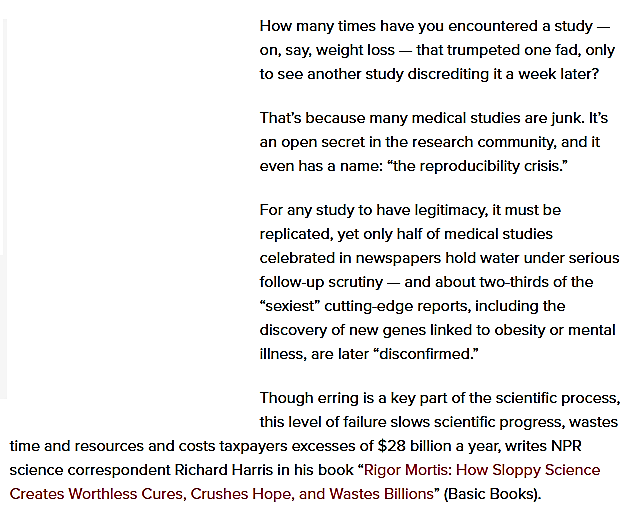 How many times have you encountered a study —
on, say, weight loss — that trumpeted one fad, only
to see another study discrediting it a week later?
That’s because many medical studies are junk. It’s
an open secret in the research community, and it
even has a name: “the reproducibility crisis.”
For any study to have legitimacy, it must be
replicated, yet only half of medical studies
celebrated in newspapers hold water under serious
follow-up scrutiny — and about two-thirds of the
“sexiest” cutting-edge reports, including the
discovery of new genes linked to obesity or mental
illness, are later “disconfirmed.”
Though erring is a key part of the scientific process,
this level of failure slows scientific progress, wastes
time and resources and costs taxpayers excesses of $28 billion a year, writes NPR
science correspondent Richard Harris in his book “Rigor Mortis: How Sloppy Science
Creates Worthless Cures, Crushes Hope, and Wastes Billions” (Basic Books).